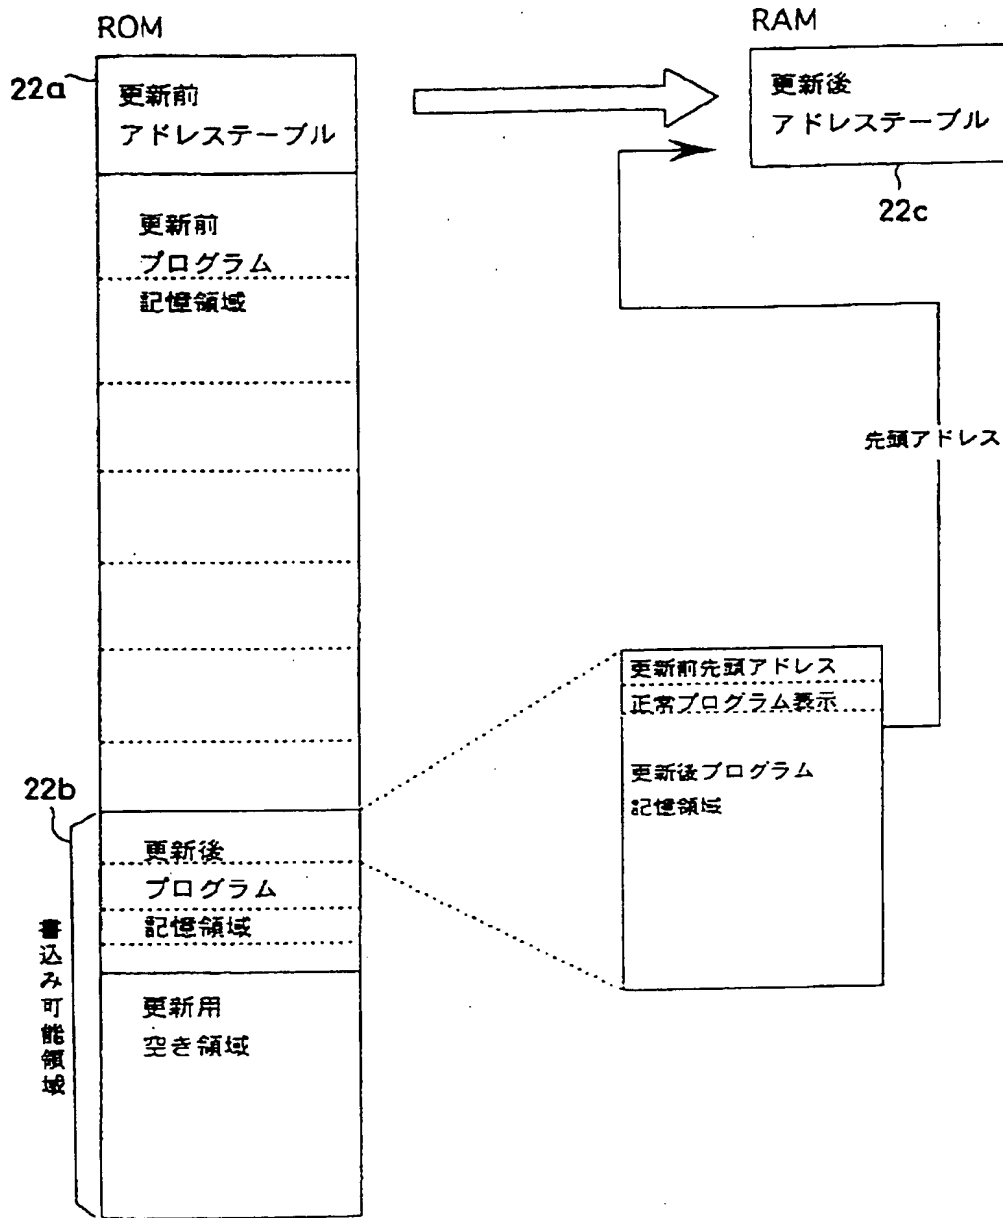 ROM
22a
更新前
アドレステーブル
更新前
プログラム
記憶領域
22b
書込み可能領域
更新後
プログラム
記憶領域
更新用
空き領域
RAM
更新後
アドレステーブル
22c
先頭アドレス
更新前先頭アドレス
正常プログラム表示
更新後プログラム
記憶領域